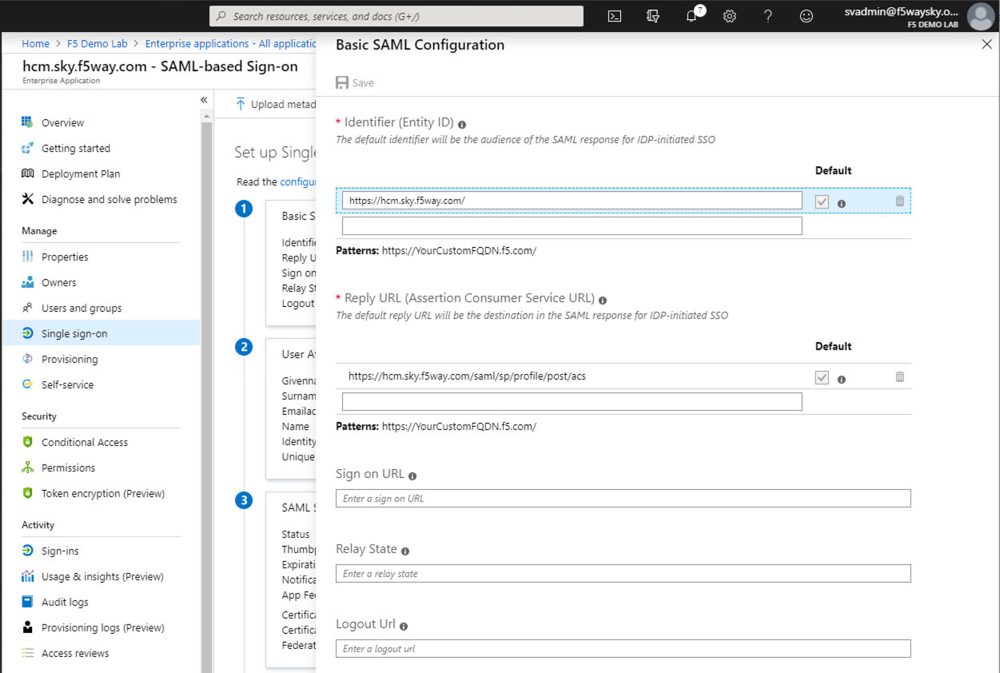 Search resources, services, and docs (G+/)
7
svadmin@f5waysky.o...
F5 DEMO LAB
Home > F5 Demo Lab > Enterprise applications - All applicatio
hcm.sky.f5way.com - SAML-based Sign-on
Enterprise Application
«
Overview
Getting started
Deployment Plan
Diagnose and solve problems
Manage
Properties
Owners
Users and groups
Single sign-on
Provisioning
Self-service
Security
Conditional Access
Permissions
Token encryption (Preview)
Activity
Sign-ins
Usage & insights (Preview)
Audit logs
Provisioning logs (Preview)
Access reviews
Upload metad
Set up Single
Read the configur
1
Basic S
Identifie
Reply U
Sign on
Relay St
Logout
2
User At
Givenna
Surnam
Emailac
Name
Identity
Unique
3
SAML S
Status
Thumbp
Expirati
Notifica
App Fed
Certifica
Certifica
Federat
Basic SAML Configuration
Save
* Identifier (Entity ID)
The default identifier will be the audience of the SAML response for IDP-initiated SSO
Default
https://hcm.sky.f5way.com/
Patterns: https://YourCustomFQDN.f5.com/
* Reply URL (Assertion Consumer Service URL)
The default reply URL will be the destination in the SAML response for IDP-initiated SSO
Default
https://hcm.sky.f5way.com/saml/sp/profile/post/acs
Patterns: https://YourCustomFQDN.f5.com/
Sign on URL
Enter a sign on URL
Relay State
Enter a relay state
Logout Url
Enter a logout url